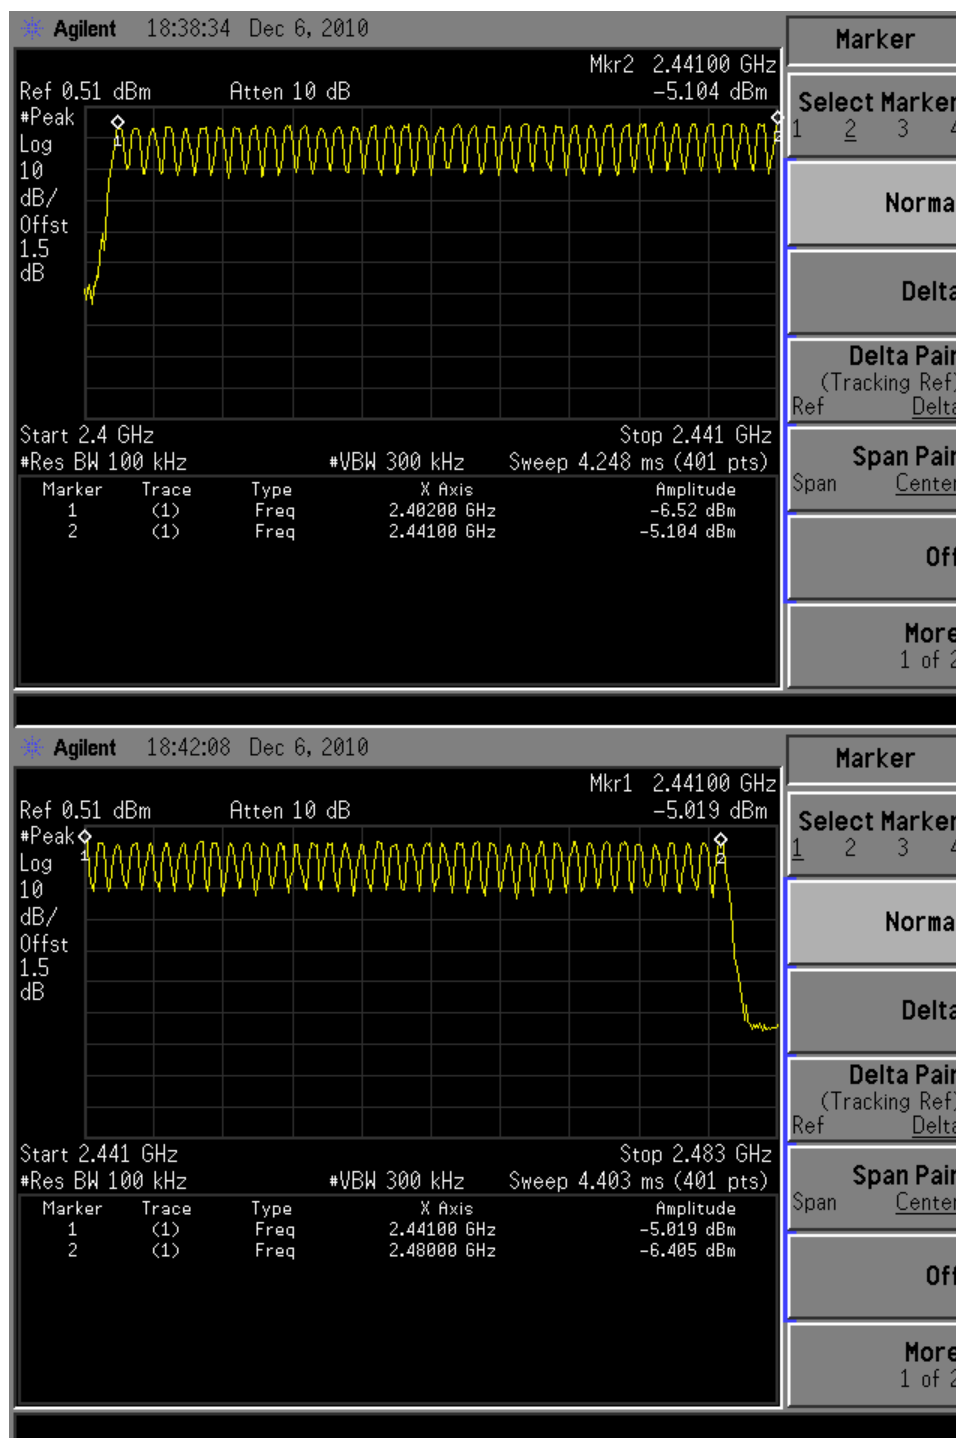 Agilent 18:38:34 Dec 6, 2010
Marker
Mkr2 2.44100 GHz
Ref 0.51 dBm Atten 10 dB -5.104 dBm
Select Marker
1 2 3 4
#Peak
Log
10
dB/
Offst
1.5
dB
1
2
Norma
Delta
Delta Pair
(Tracking Ref)
Ref Delta
Start 2.4 GHz Stop 2.441 GHz
#Res BW 100 kHz #VBW 300 kHz Sweep 4.248 ms (401 pts)
Span Pair
Span Center
Marker Trace Type X Axis Amplitude
1 (1) Freq 2.40200 GHz -6.52 dBm
2 (1) Freq 2.44100 GHz -5.104 dBm
Off
More
1 of 2
Agilent 18:42:08 Dec 6, 2010
Marker
Mkr1 2.44100 GHz
Ref 0.51 dBm Atten 10 dB -5.019 dBm
Select Marker
1 2 3 4
#Peak
Log
10
dB/
Offst
1.5
dB
1
2
Norma
Delta
Delta Pair
(Tracking Ref)
Ref Delta
Start 2.441 GHz Stop 2.483 GHz
#Res BW 100 kHz #VBW 300 kHz Sweep 4.403 ms (401 pts)
Span Pair
Span Center
Marker Trace Type X Axis Amplitude
1 (1) Freq 2.44100 GHz -5.019 dBm
2 (1) Freq 2.48000 GHz -6.405 dBm
Off
More
1 of 2